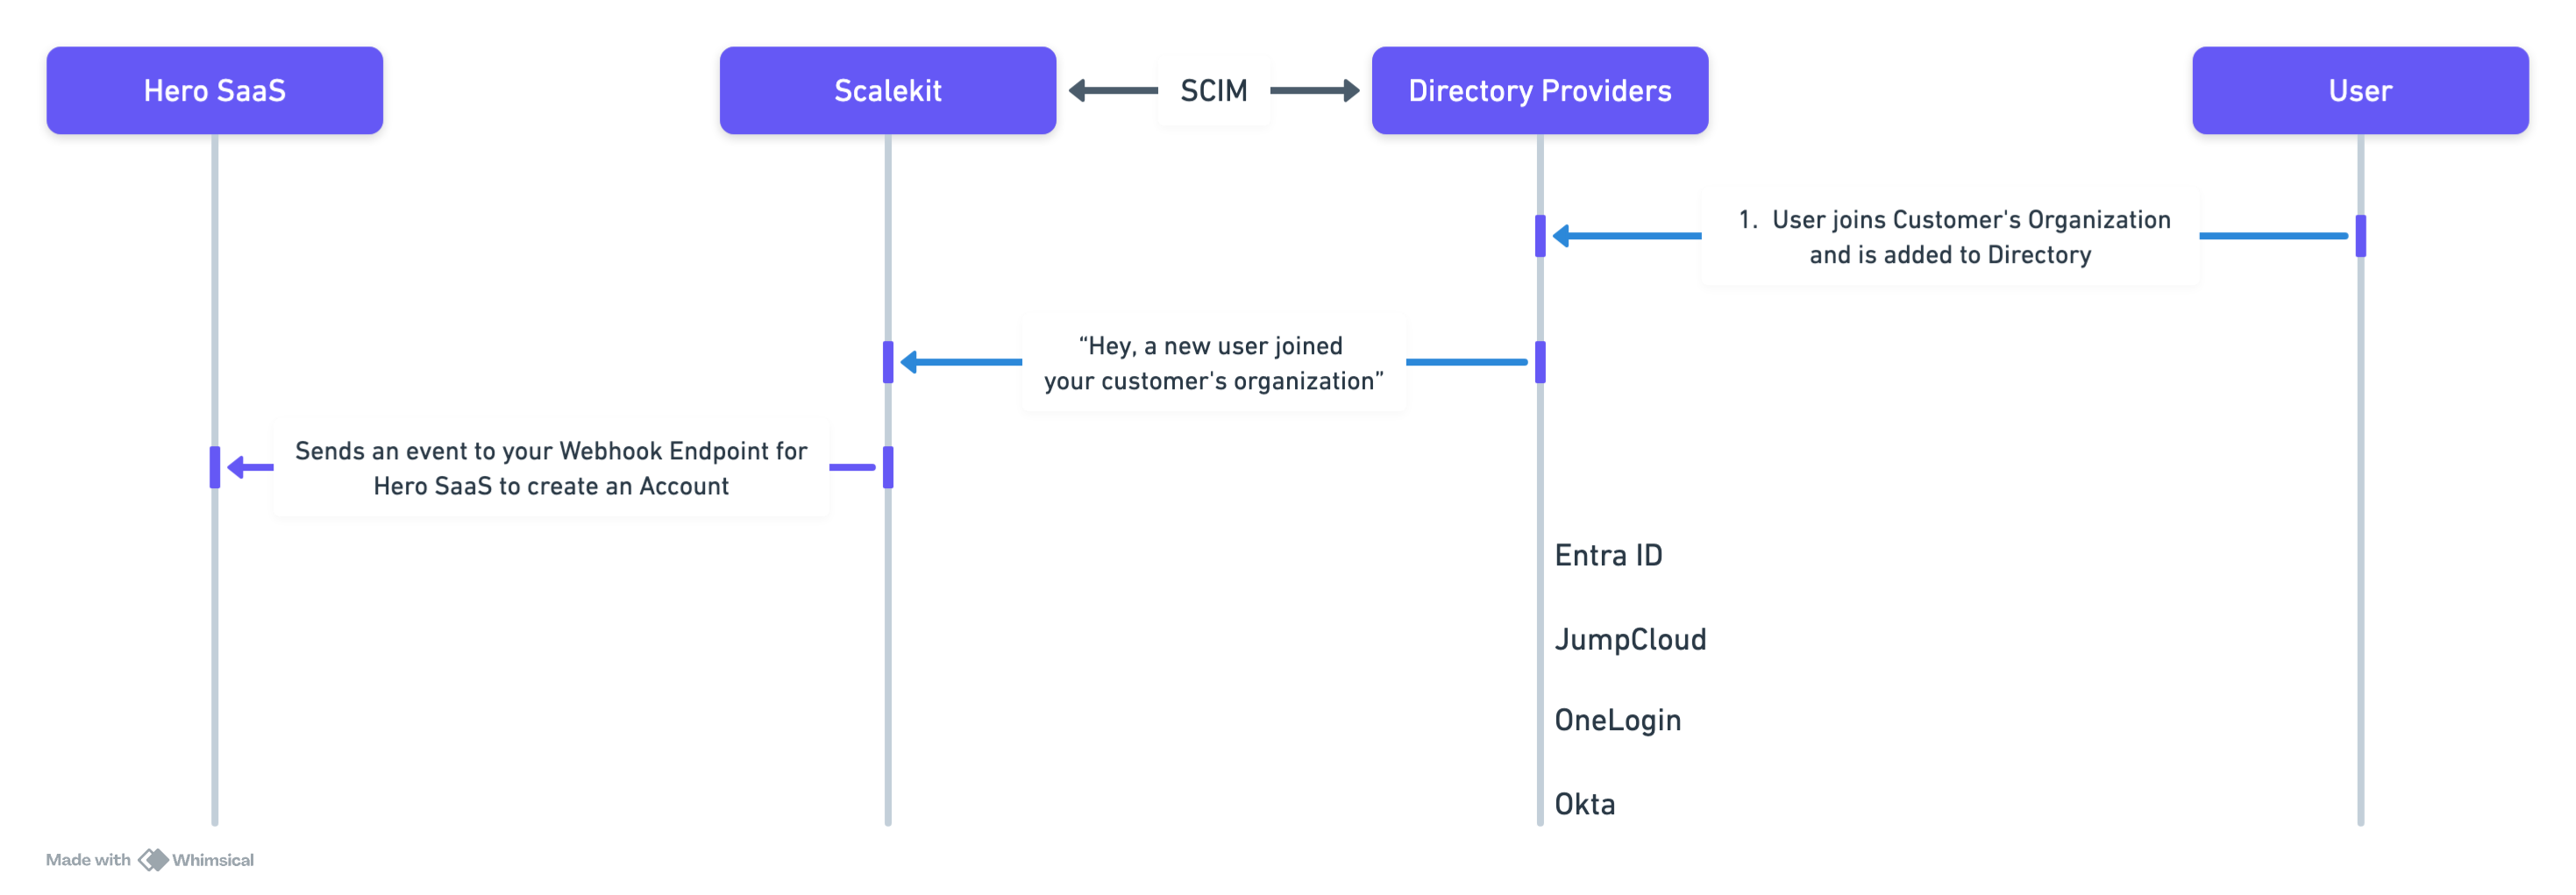 Hero SaaS
Scalekit
SCIM
Directory Providers
User
1. User joins Customer's Organization
and is added to Directory
“Hey, a new user joined
your customer's organization”
Sends an event to your Webhook Endpoint for
Hero SaaS to create an Account
Entra ID
JumpCloud
OneLogin
Okta
Made with Whimsical